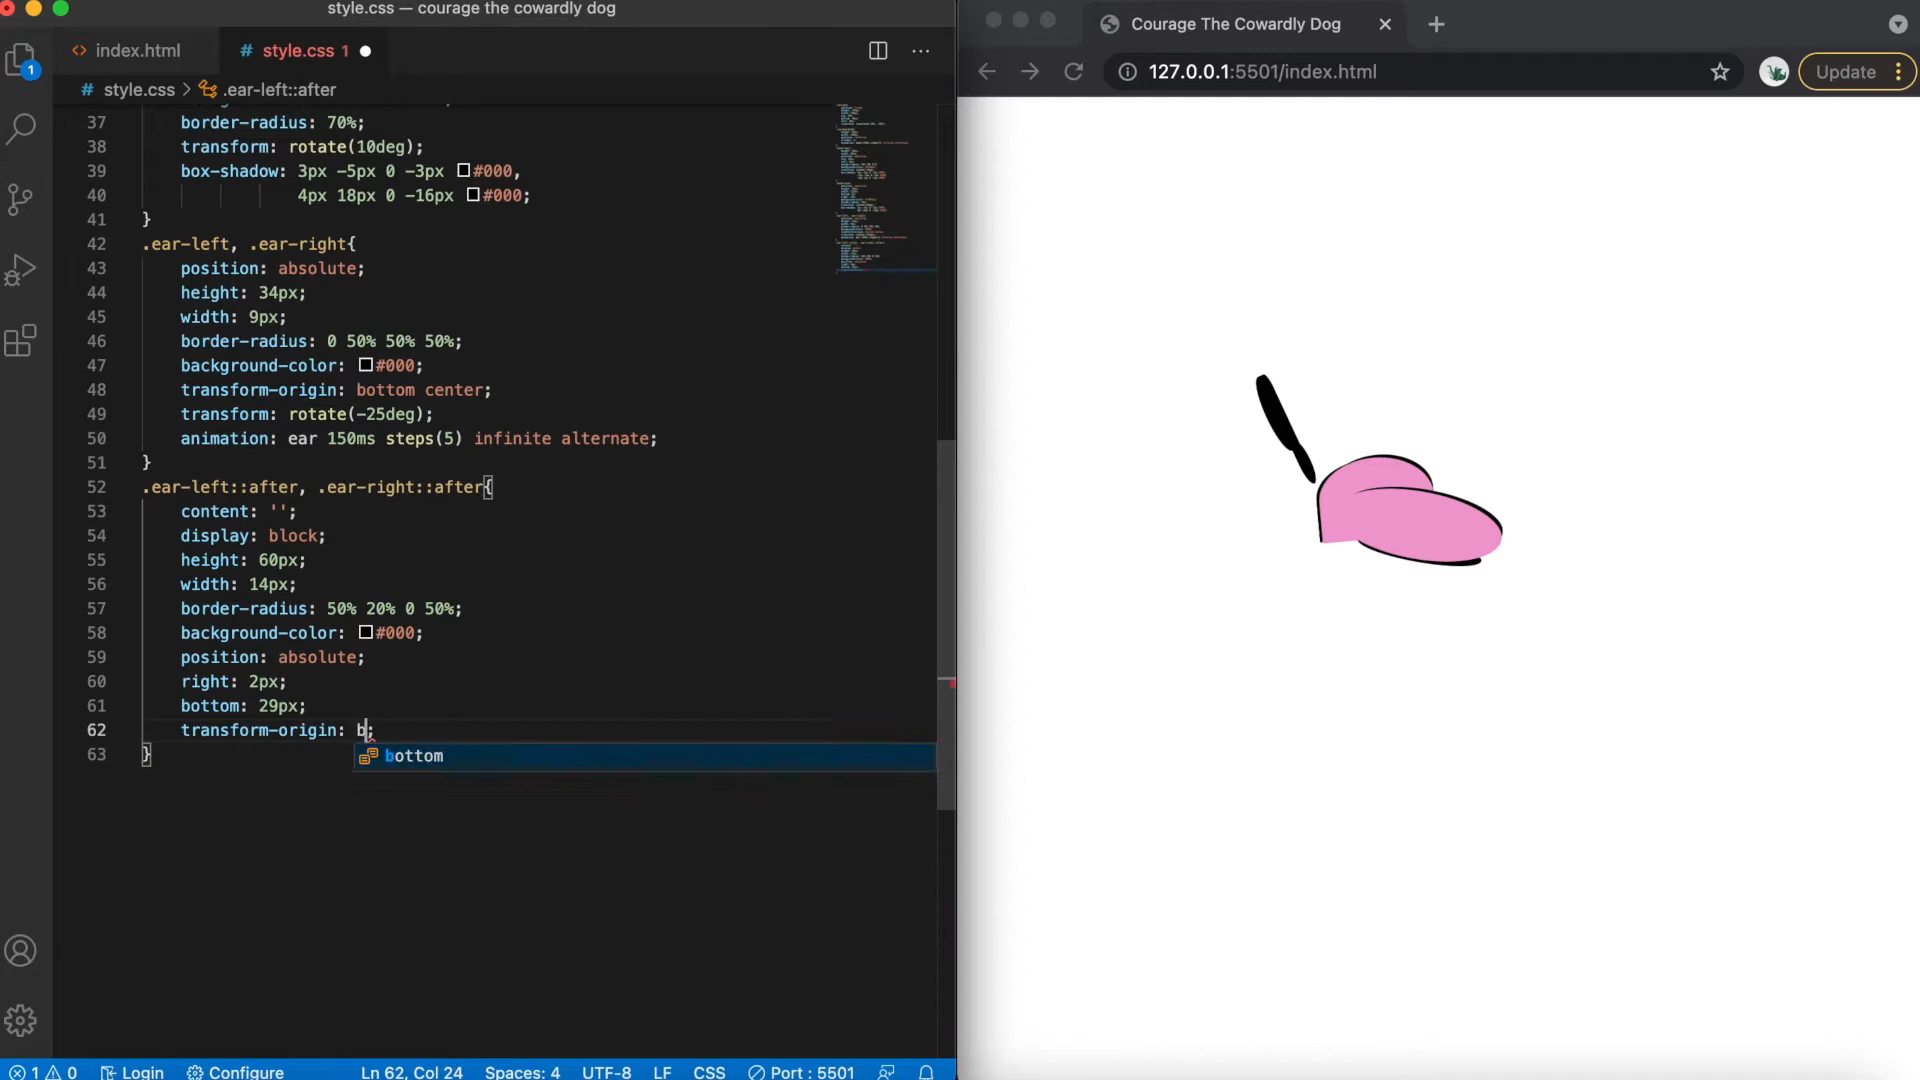 style.css — courage the cowardly dog
index.html
# style.css 1
# style.css > .ear-left::after
37 border-radius: 70%;
38 transform: rotate(10deg);
39 box-shadow: 3px -5px 0 -3px #000,
40 4px 18px 0 -16px #000;
41 }
42 .ear-left, .ear-right{
43 position: absolute;
44 height: 34px;
45 width: 9px;
46 border-radius: 0 50% 50% 50%;
47 background-color: #000;
48 transform-origin: bottom center;
49 transform: rotate(-25deg);
50 animation: ear 150ms steps(5) infinite alternate;
51 }
52 .ear-left::after, .ear-right::after{
53 content: '';
54 display: block;
55 height: 60px;
56 width: 14px;
57 border-radius: 50% 20% 0 50%;
58 background-color: #000;
59 position: absolute;
60 right: 2px;
61 bottom: 29px;
62 transform-origin: b;
63 }
bottom
1
1 0 Login Configure Ln 62, Col 24 Spaces: 4 UTF-8 LF CSS Port : 5501
Courage The Cowardly Dog
127.0.0.1:5501/index.html
Update